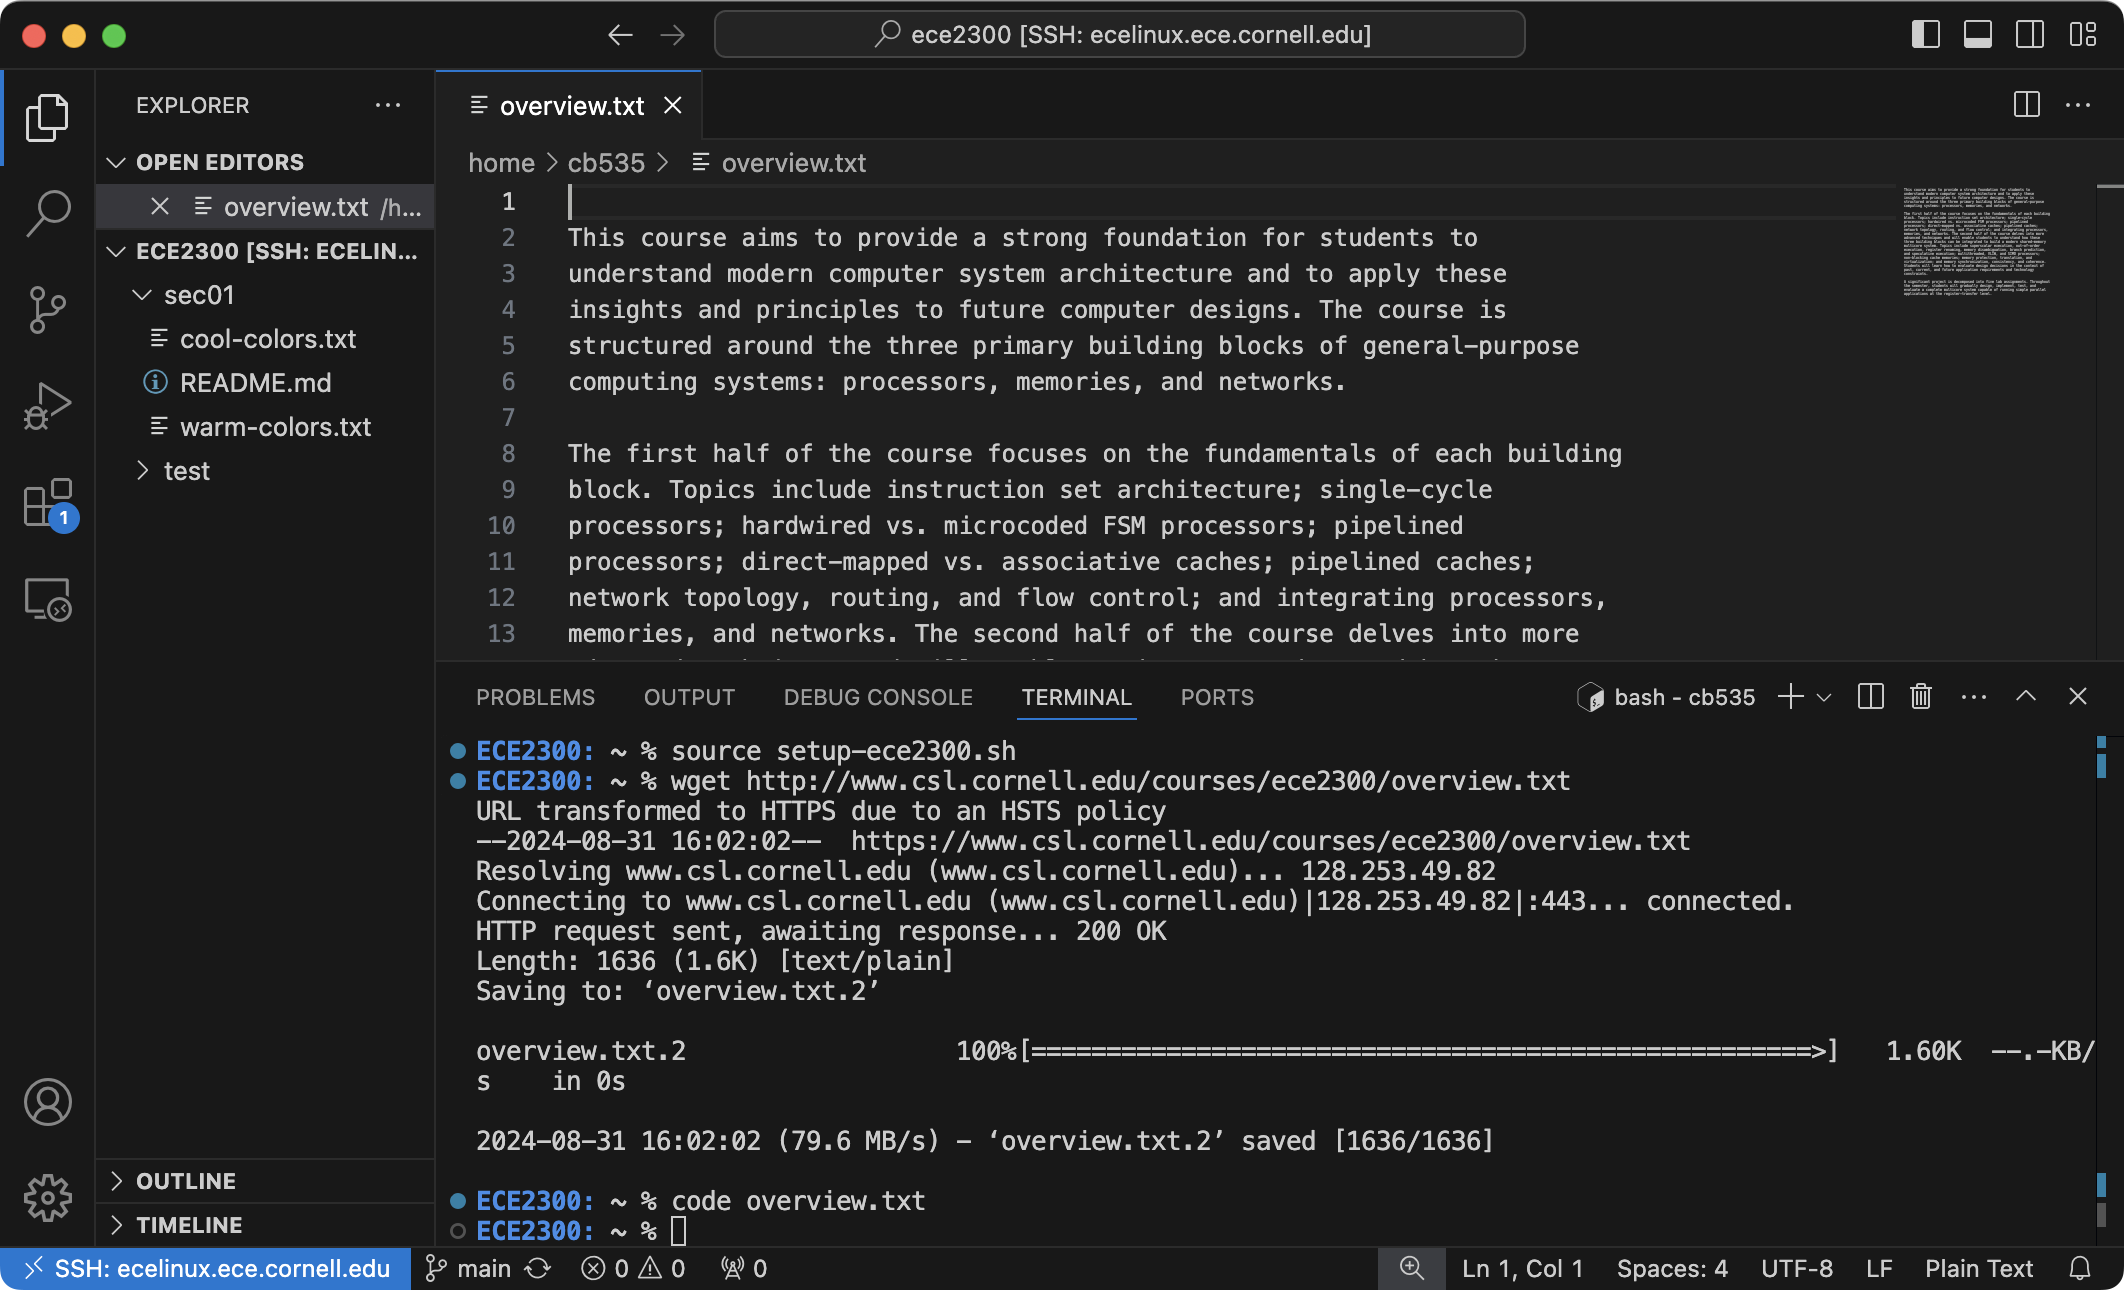 ece2300 [SSH: ecelinux.ece.cornell.edu]
EXPLORER
OPEN EDITORS
overview.txt /h...
ECE2300 [SSH: ECELIN...
sec01
cool-colors.txt
README.md
warm-colors.txt
test
1
OUTLINE
TIMELINE
overview.txt
home > cb535 > overview.txt
1
2 This course aims to provide a strong foundation for students to
3 understand modern computer system architecture and to apply these
4 insights and principles to future computer designs. The course is
5 structured around the three primary building blocks of general-purpose
6 computing systems: processors, memories, and networks.
7
8 The first half of the course focuses on the fundamentals of each building
9 block. Topics include instruction set architecture; single-cycle
10 processors; hardwired vs. microcoded FSM processors; pipelined
11 processors; direct-mapped vs. associative caches; pipelined caches;
12 network topology, routing, and flow control; and integrating processors,
13 memories, and networks. The second half of the course delves into more
PROBLEMS OUTPUT DEBUG CONSOLE TERMINAL PORTS bash - cb535
ECE2300: ~ % source setup-ece2300.sh
ECE2300: ~ % wget http://www.csl.cornell.edu/courses/ece2300/overview.txt
URL transformed to HTTPS due to an HSTS policy
--2024-08-31 16:02:02-- https://www.csl.cornell.edu/courses/ece2300/overview.txt
Resolving www.csl.cornell.edu (www.csl.cornell.edu)... 128.253.49.82
Connecting to www.csl.cornell.edu (www.csl.cornell.edu)|128.253.49.82|:443... connected.
HTTP request sent, awaiting response... 200 OK
Length: 1636 (1.6K) [text/plain]
Saving to: ‘overview.txt.2’
overview.txt.2 100%[====================================================>] 1.60K --.-KB/
s in 0s
2024-08-31 16:02:02 (79.6 MB/s) - ‘overview.txt.2’ saved [1636/1636]
ECE2300: ~ % code overview.txt
ECE2300: ~ %
SSH: ecelinux.ece.cornell.edu main 0 0 0 Ln 1, Col 1 Spaces: 4 UTF-8 LF Plain Text